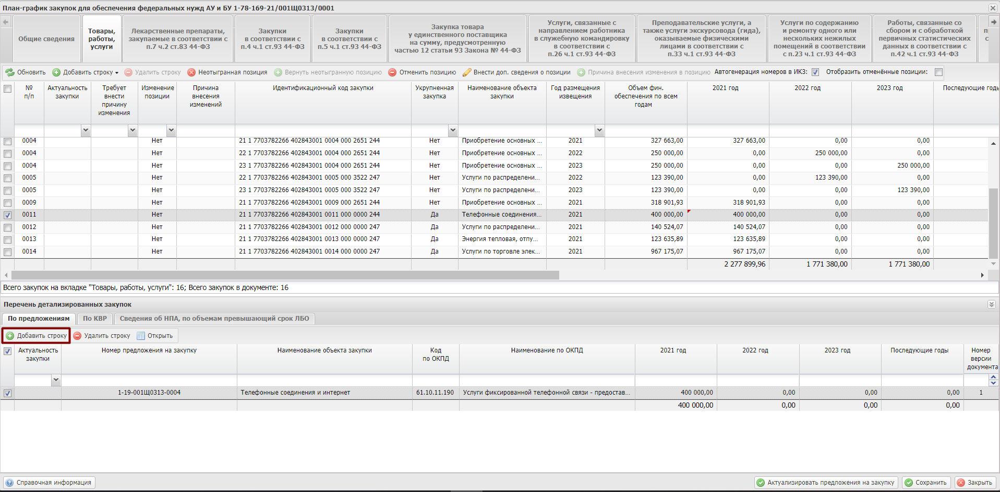 План-график закупок для обеспечения федеральных нужд АУ и БУ 1-78-169-21/001Щ0313/0001
Общие сведения
Товары,
работы,
услуги
Лекарственные препараты,
закупаемые в соответствии с
п.7 ч.2 ст.83 44-ФЗ
Закупки
в соответствии с
п.4 ч.1 ст.93 44-ФЗ
Закупки
в соответствии с
п.5 ч.1 ст.93 44-ФЗ
Закупка товара
у единственного поставщика
на сумму, предусмотренную
частью 12 статьи 93 Закона № 44-ФЗ
Услуги, связанные с
направлением работника
в служебную командировку
в соответствии с
п.26 ч.1 ст.93 44-ФЗ
Преподавательские услуги, а
также услуги экскурсовода (гида),
оказываемые физическими
лицами в соответствии с
п.33 ч.1 ст.93 44-ФЗ
Услуги по содержанию
и ремонту одного или
нескольких нежилых
помещений в соответствии
с п.23 ч.1 ст.93 44-ФЗ
Работы, связанные со
сбором и с обработкой
первичных статистических
данных в соответствии с
п.42 ч.1 ст.93 44-ФЗ
Обновить Добавить строку Удалить строку Неотыгранная позиция Вернуть неотыгранную позицию Отменить позицию Внести доп. сведения о позиции Причина внесения изменения в позицию Автогенерация номеров в ИКЗ: Отобразить отменённые позиции:
№
п/п
Актуальность
закупки
Требует
внести
причину
изменения
Изменение
позиции
Причина
внесения
изменений
Идентификационный код закупки
Укрупненная
закупка
Наименование объекта
закупки
Год размещения
извещения
Объем фин.
обеспечения по всем
годам
2021 год
2022 год
2023 год
Последующие годы
0004 Нет 21 1 7703782266 402843001 0004 000 2651 244 Нет Приобретение основных ... 2021 327 663,00 327 663,00 0,00 0,00
0004 Нет 22 1 7703782266 402843001 0004 000 2651 244 Нет Приобретение основных ... 2022 250 000,00 0,00 250 000,00 0,00
0004 Нет 23 1 7703782266 402843001 0004 000 2651 244 Нет Приобретение основных ... 2023 250 000,00 0,00 0,00 250 000,00
0005 Нет 22 1 7703782266 402843001 0005 000 3522 247 Нет Услуги по распределени... 2022 123 390,00 0,00 123 390,00 0,00
0005 Нет 23 1 7703782266 402843001 0005 000 3522 247 Нет Услуги по распределени... 2023 123 390,00 0,00 0,00 123 390,00
0009 Нет 21 1 7703782266 402843001 0009 000 2651 244 Нет Приобретение основных ... 2021 318 901,93 318 901,93 0,00 0,00
0011 Нет 21 1 7703782266 402843001 0011 000 0000 244 Да Телефонные соединения... 2021 400 000,00 400 000,00 0,00 0,00
0012 Нет 21 1 7703782266 402843001 0012 000 0000 247 Да Услуги по распределени... 2021 140 524,07 140 524,07 0,00 0,00
0013 Нет 21 1 7703782266 402843001 0013 000 0000 247 Да Энергия тепловая, отпу... 2021 123 635,89 123 635,89 0,00 0,00
0014 Нет 21 1 7703782266 402843001 0014 000 0000 247 Да Услуги по торговле элек... 2021 967 175,07 967 175,07 0,00 0,00
2 277 899,96 1 771 380,00 1 771 380,00
Всего закупок на вкладке "Товары, работы, услуги": 16; Всего закупок в документе: 16
Перечень детализированных закупок
По предложениям По КВР Сведения об НПА, по объемам превышающий срок ЛБО
Добавить строку Удалить строку Открыть
Актуальность
закупки
Номер предложения на закупку
Наименование объекта закупки
Код
по ОКПД
Наименование по ОКПД
2021 год
2022 год
2023 год
Последующие годы
Номер
версии
документа
1-19-001Щ0313-0004 Телефонные соединения и интернет 61.10.11.190 Услуги фиксированной телефонной связи - предостав... 400 000,00 0,00 0,00 0,00 1
400 000,00 0,00 0,00 0,00
Справочная информация Актуализировать предложения на закупку Сохранить Закрыть